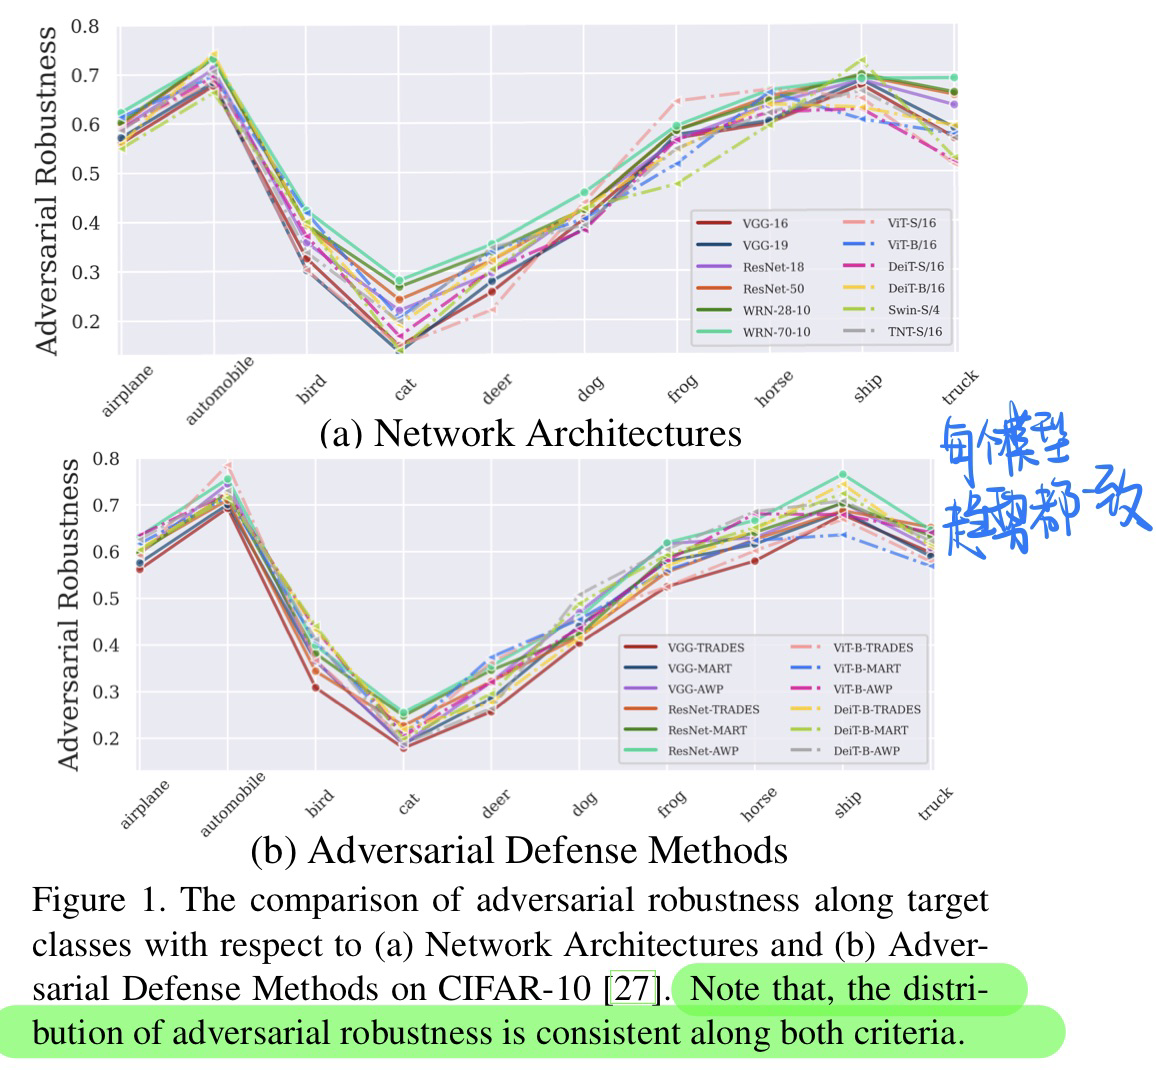 0.8
0.7
0.6
0.5
0.4
0.3
0.2
Adversarial Robustness
VGG-16
VGG-19
ResNet-18
ResNet-50
WRN-28-10
WRN-70-10
ViT-S/16
ViT-B/16
DeiT-S/16
DeiT-B/16
Swin-S/4
TNT-S/16
airplane
automobile
bird
cat
deer
dog
frog
horse
ship
truck
(a) Network Architectures
每个模型
趋势都一致
0.8
0.7
0.6
0.5
0.4
0.3
0.2
Adversarial Robustness
VGG-TRADES
VGG-MART
VGG-AWP
ResNet-TRADES
ResNet-MART
ResNet-AWP
ViT-B-TRADES
ViT-B-MART
ViT-B-AWP
DeiT-B-TRADES
DeiT-B-MART
DeiT-B-AWP
airplane
automobile
bird
cat
deer
dog
frog
horse
ship
truck
(b) Adversarial Defense Methods
Figure 1. The comparison of adversarial robustness along target
classes with respect to (a) Network Architectures and (b) Adver-
sarial Defense Methods on CIFAR-10 [27]. Note that, the distri-
bution of adversarial robustness is consistent along both criteria.